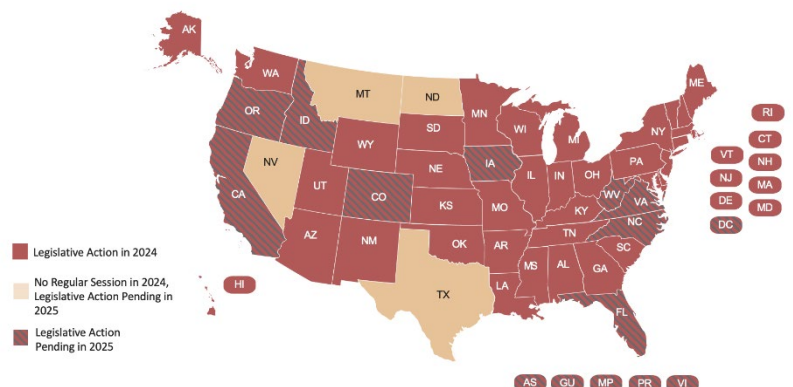 AK
WA
ME
MT
ND
MN
RI
OR
ID
SD
WI
MI
NY
CT
WY
VT
NH
IA
PA
NE
NJ
MA
NV
IL
IN
OH
UT
CO
WV
VA
DE
MD
CA
KS
MO
KY
DC
NC
TN
AZ
NM
OK
AR
SC
Legislative Action in 2024
MS
AL
GA
HI
LA
No Regular Session in 2024,
Legislative Action Pending in
2025
TX
FL
Legislative Action
Pending in 2025
AS
GU
MP
PR
VI